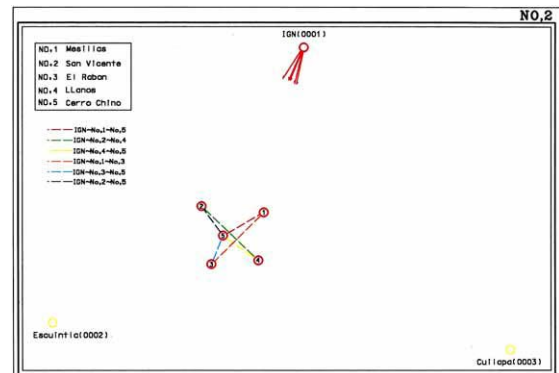 NO,2
IGN(0001)
NO.1 Mesillas
NO.2 San Vicente
NO.3 El Raban
NO.4 LLanos
NO.5 Cerro Chino
IGN-No,1-No,5
IGN-No,2-No,4
IGN-No,4-No,5
IGN-No,1-No,3
IGN-No,3-No,5
IGN-No,2-No,5
2
1
5
3
4
Escuintla(0002)
Cuilapa(0003)